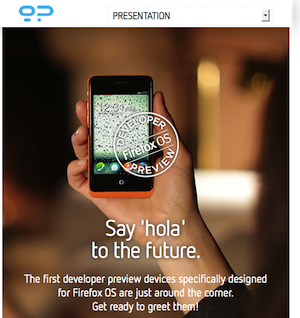 PRESENTATION
DEVELOPER
Firefox OS
PREVIEW
Say 'hola'
to the future.
The first developer preview devices specifically designed
for Firefox OS are just around the corner.
Get ready to greet them!